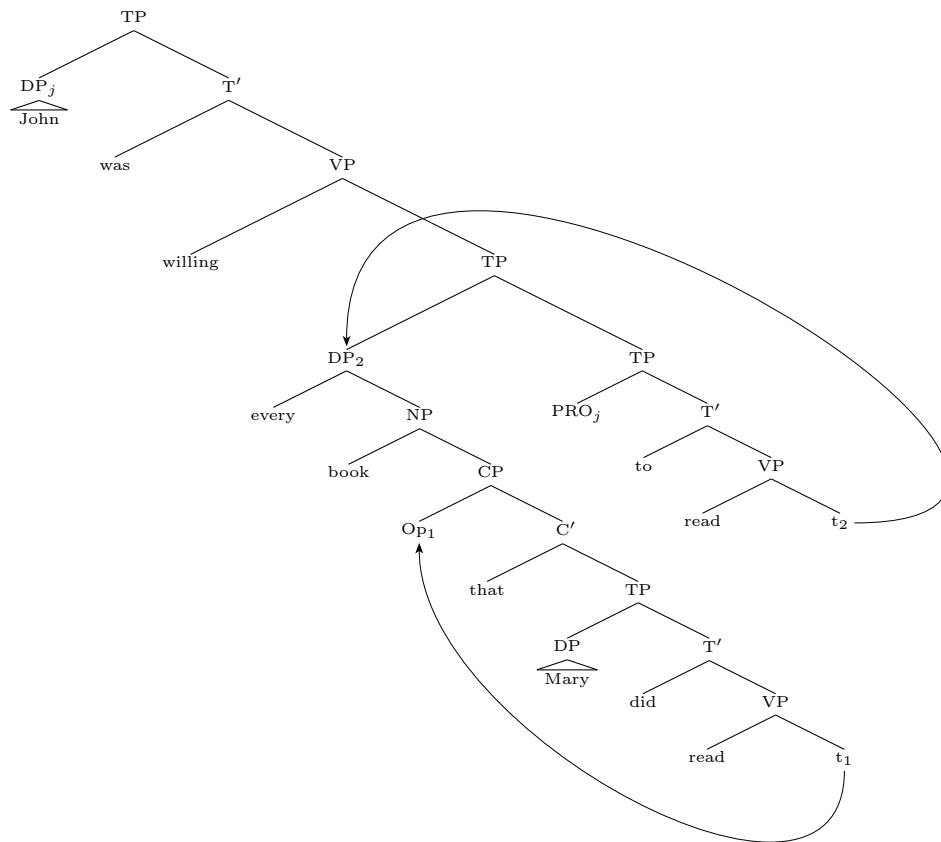 TP
DPⱼ T′
John
was VP
willing TP
DP₂ TP
every NP PROⱼ T′
book CP to VP
Op₁ C′ read t₂
that TP
DP T′
Mary did VP
read t₁